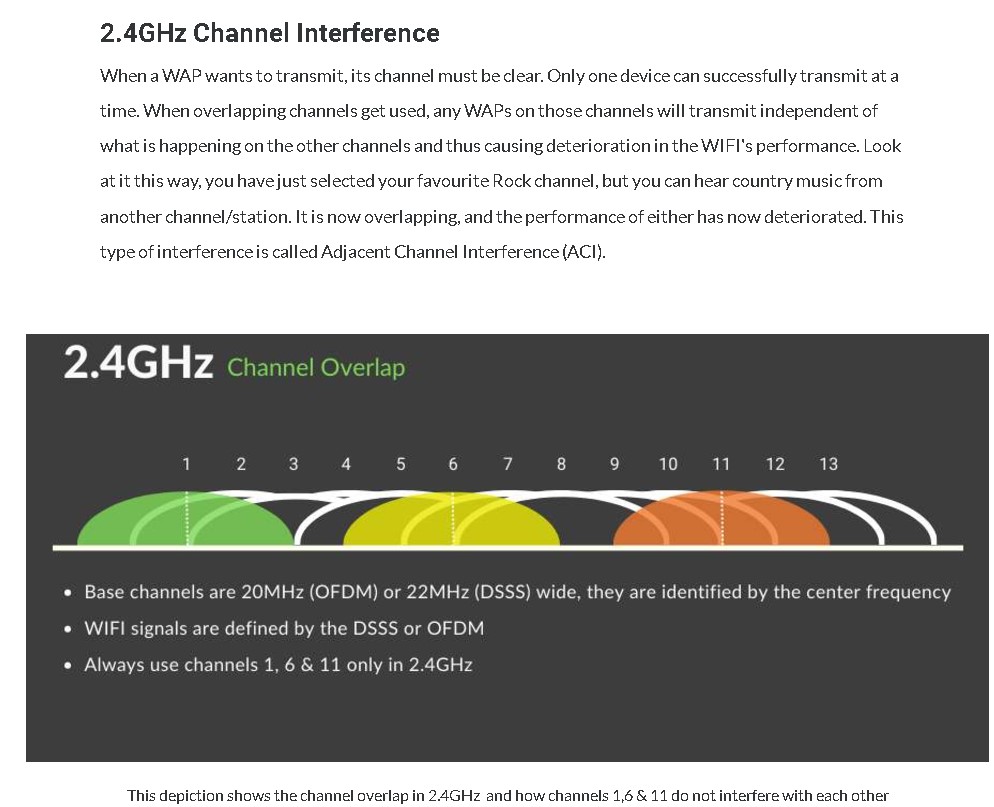 2.4GHz Channel Interference
When a WAP wants to transmit, its channel must be clear. Only one device can successfully transmit at a
time. When overlapping channels get used, any WAPs on those channels will transmit independent of
what is happening on the other channels and thus causing deterioration in the WIFI's performance. Look
at it this way, you have just selected your favourite Rock channel, but you can hear country music from
another channel/station. It is now overlapping, and the performance of either has now deteriorated. This
type of interference is called Adjacent Channel Interference (ACI).
2.4GHz Channel Overlap
1 2 3 4 5 6 7 8 9 10 11 12 13
• Base channels are 20MHz (OFDM) or 22MHz (DSSS) wide, they are identified by the center frequency
• WIFI signals are defined by the DSSS or OFDM
• Always use channels 1, 6 & 11 only in 2.4GHz
This depiction shows the channel overlap in 2.4GHz and how channels 1,6 & 11 do not interfere with each other